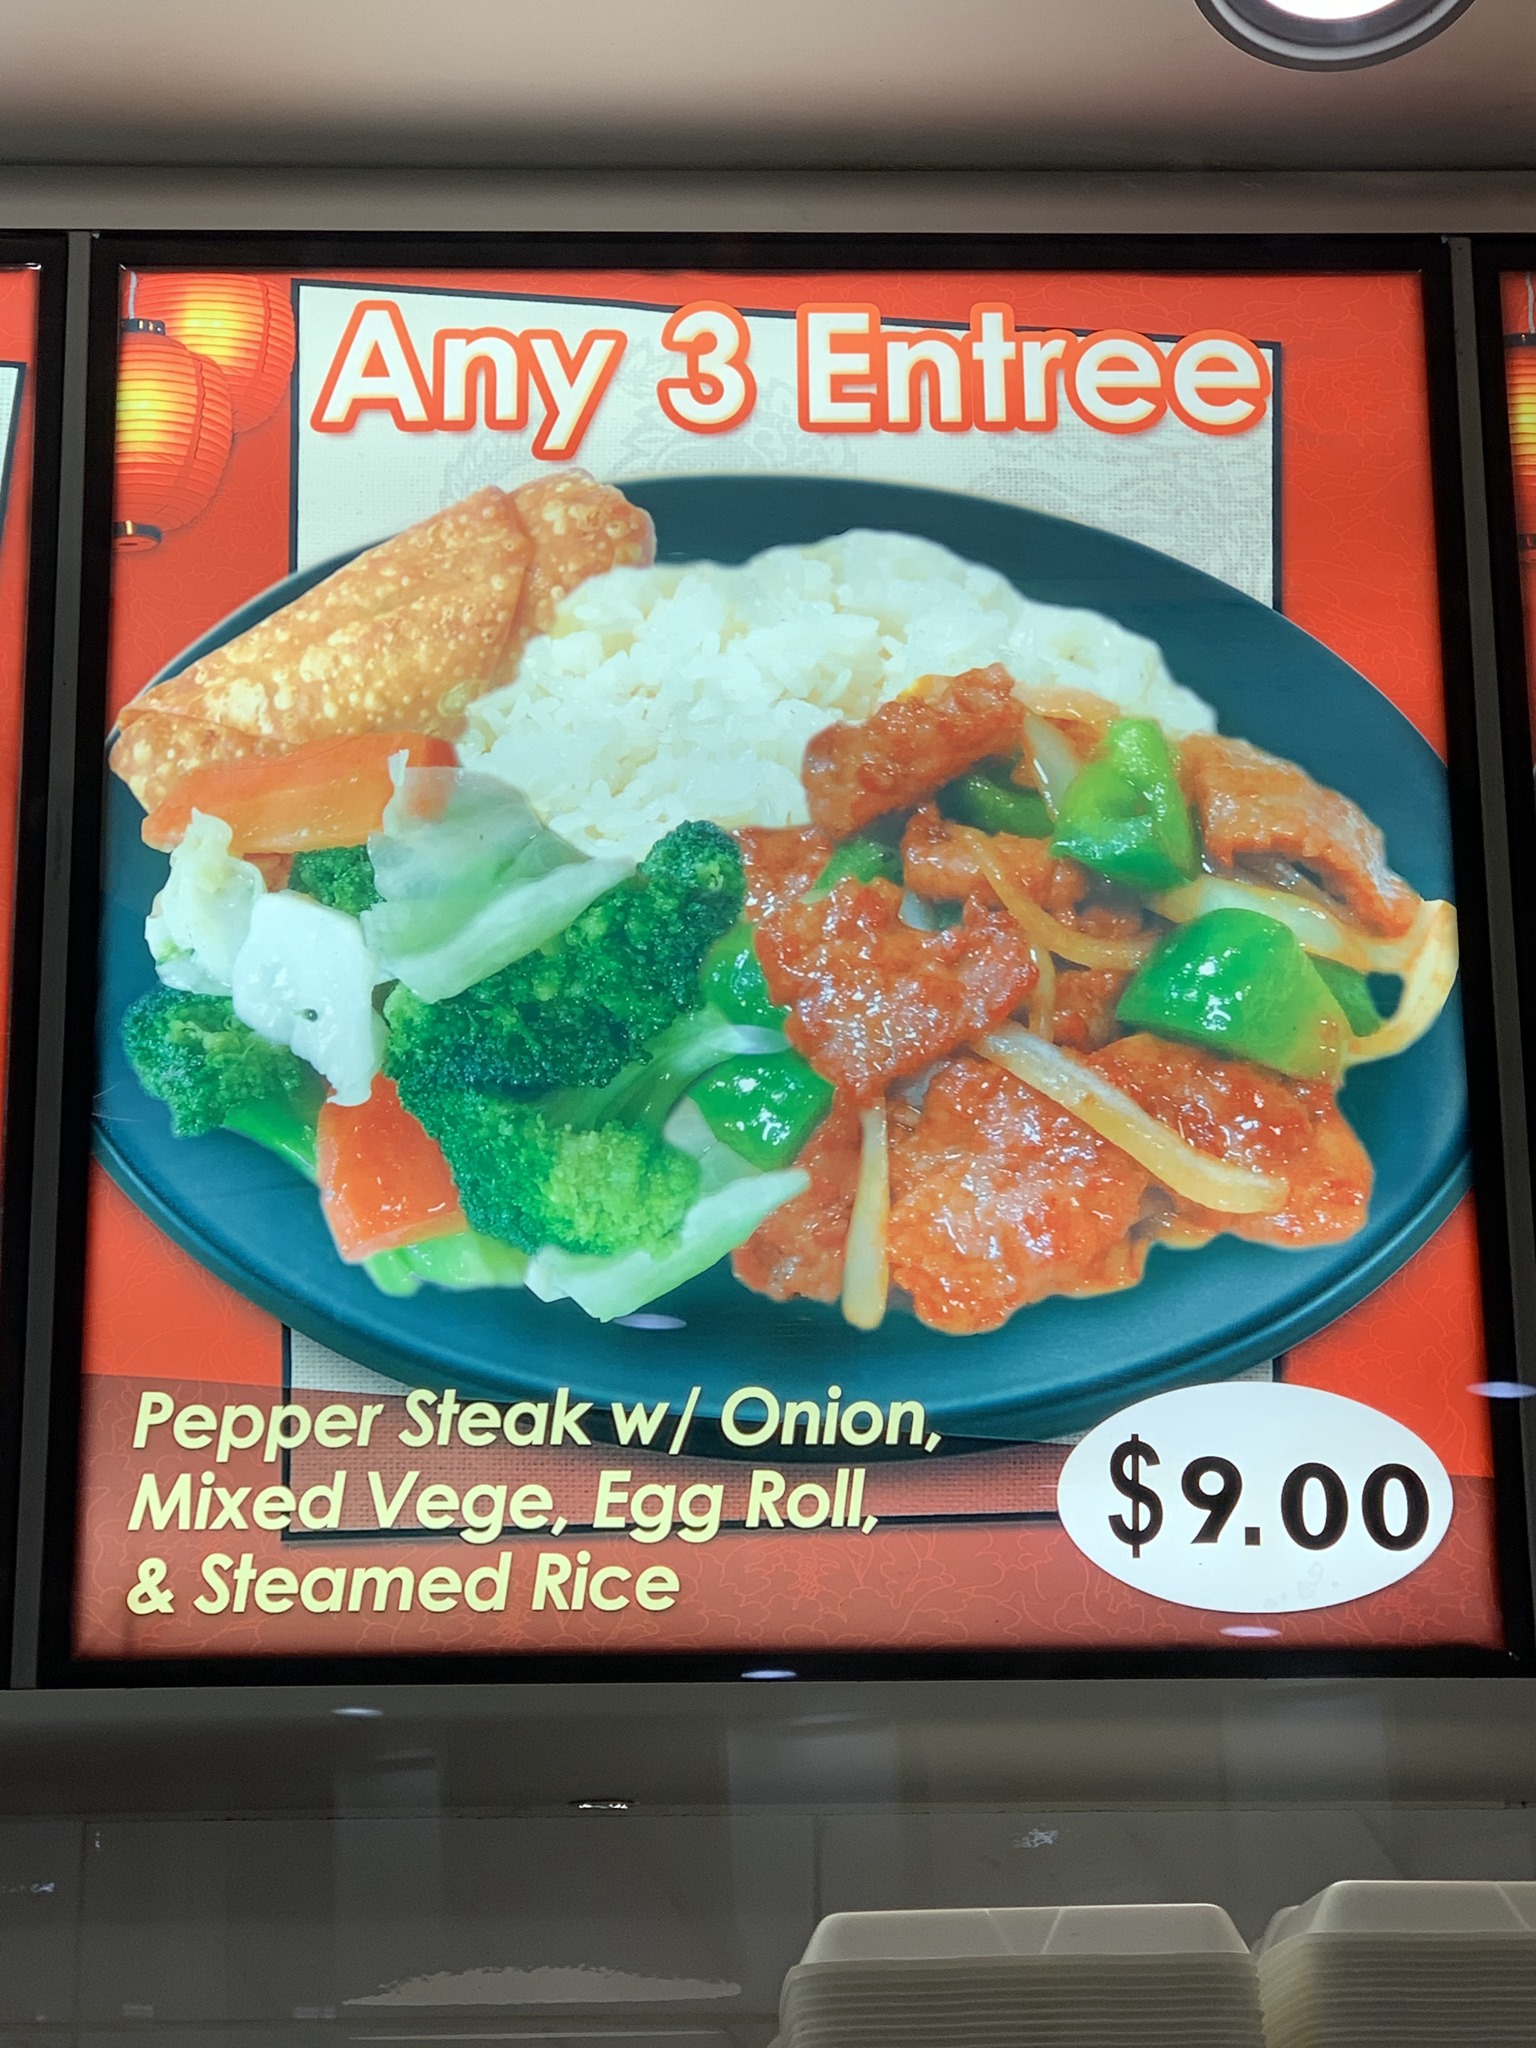 Any 3 Entree
Pepper Steak w/ Onion,
Mixed Vege, Egg Roll,
& Steamed Rice
$9.00